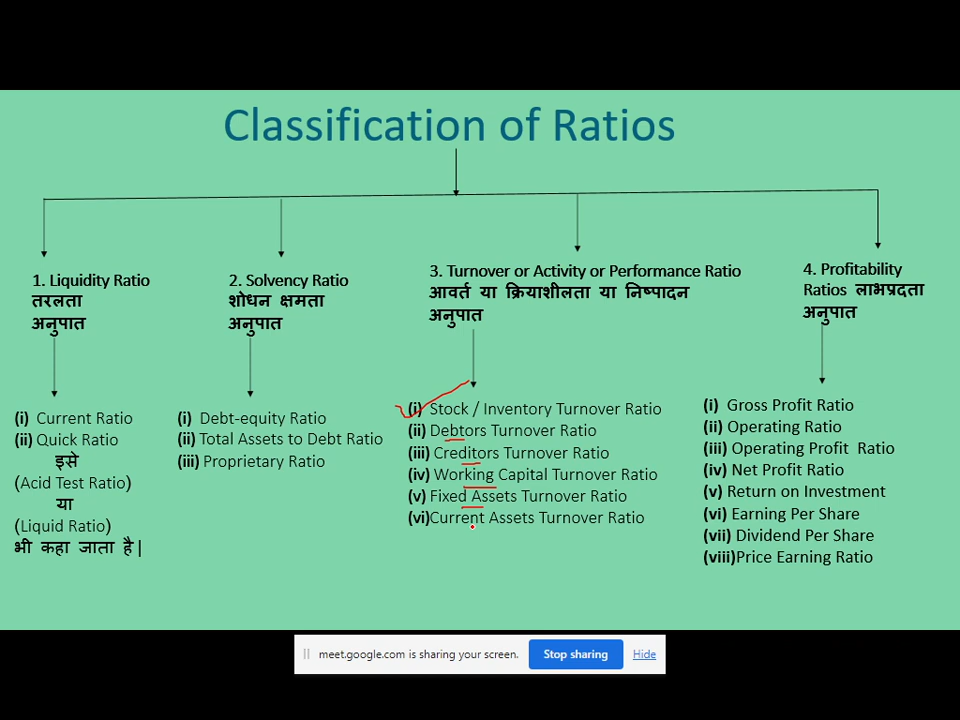 Classification of Ratios
1. Liquidity Ratio
तरलता
अनुपात
(i) Current Ratio
(ii) Quick Ratio
इसे
(Acid Test Ratio)
या
(Liquid Ratio)
भी कहा जाता है|
2. Solvency Ratio
शोधन क्षमता
अनुपात
(i) Debt-equity Ratio
(ii) Total Assets to Debt Ratio
(iii) Proprietary Ratio
3. Turnover or Activity or Performance Ratio
आवर्त या क्रियाशीलता या निष्पादन
अनुपात
(i) Stock / Inventory Turnover Ratio
(ii) Debtors Turnover Ratio
(iii) Creditors Turnover Ratio
(iv) Working Capital Turnover Ratio
(v) Fixed Assets Turnover Ratio
(vi)Current Assets Turnover Ratio
4. Profitability
Ratios लाभप्रदता
अनुपात
(i) Gross Profit Ratio
(ii) Operating Ratio
(iii) Operating Profit Ratio
(iv) Net Profit Ratio
(v) Return on Investment
(vi) Earning Per Share
(vii) Dividend Per Share
(viii)Price Earning Ratio
meet.google.com is sharing your screen. Stop sharing Hide